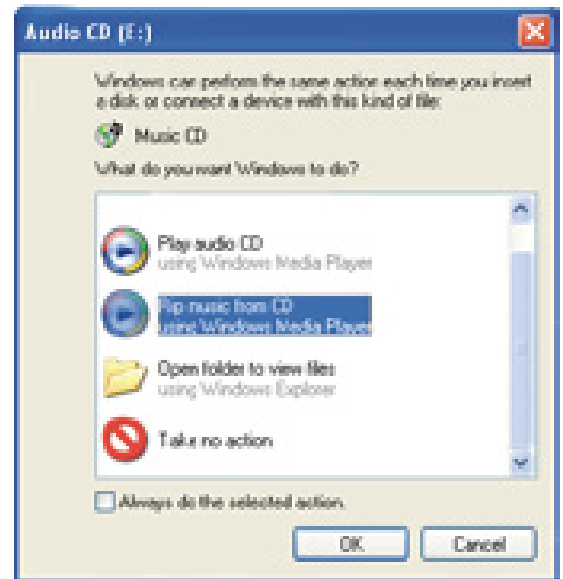 Audio CD (E:)
Windows can perform the same action each time you insert
a disk or connect a device with this kind of file:
Music CD
What do you want Windows to do?
Play audio CD
using Windows Media Player
Rip music from CD
using Windows Media Player
Open folder to view files
using Windows Explorer
Take no action
Always do the selected action.
OK
Cancel